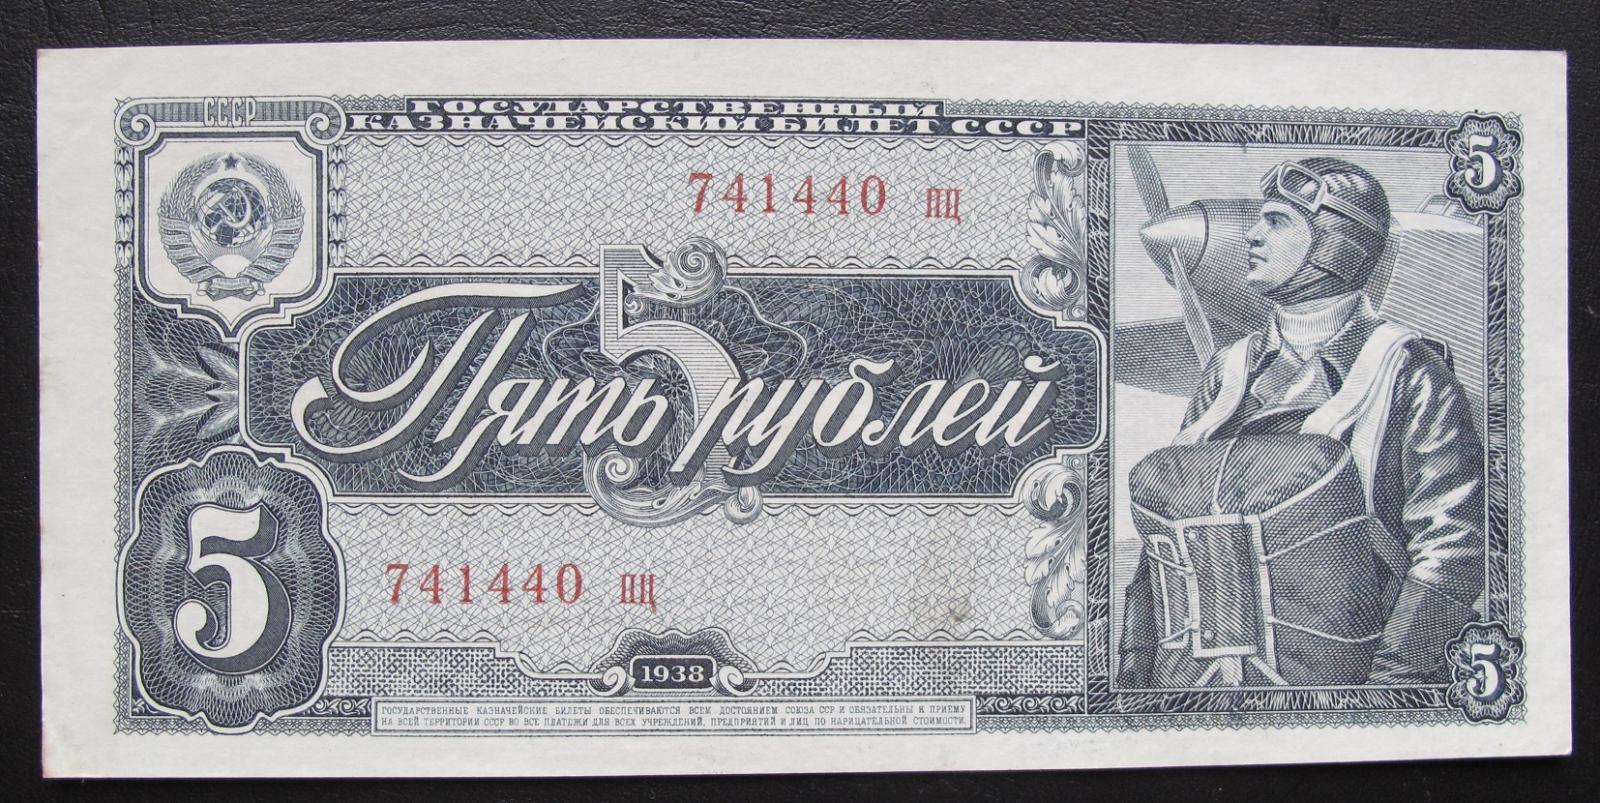 СССР
ГОСУДАРСТВЕННЫЙ
КАЗНАЧЕЙСКИЙ БИЛЕТ СССР
5
741440 ПЦ
5
Пять рублей
5
741440 ПЦ
1938
5
ГОСУДАРСТВЕННЫЕ КАЗНАЧЕЙСКИЕ БИЛЕТЫ ОБЕСПЕЧИВАЮТСЯ ВСЕМ ДОСТОЯНИЕМ СОЮЗА ССР И ОБЯЗАТЕЛЬНЫ К ПРИЕМУ
НА ВСЕЙ ТЕРРИТОРИИ СССР ВО ВСЕ ПЛАТЕЖИ ДЛЯ ВСЕХ УЧРЕЖДЕНИЙ, ПРЕДПРИЯТИЙ И ЛИЦ ПО НАРИЦАТЕЛЬНОЙ СТОИМОСТИ.